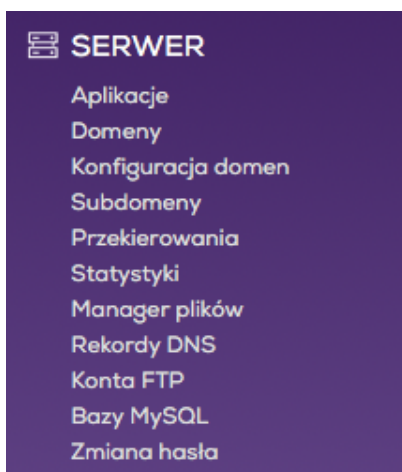 SERWER
Aplikacje
Domeny
Konfiguracja domen
Subdomeny
Przekierowania
Statystyki
Manager plików
Rekordy DNS
Konta FTP
Bazy MySQL
Zmiana hasła